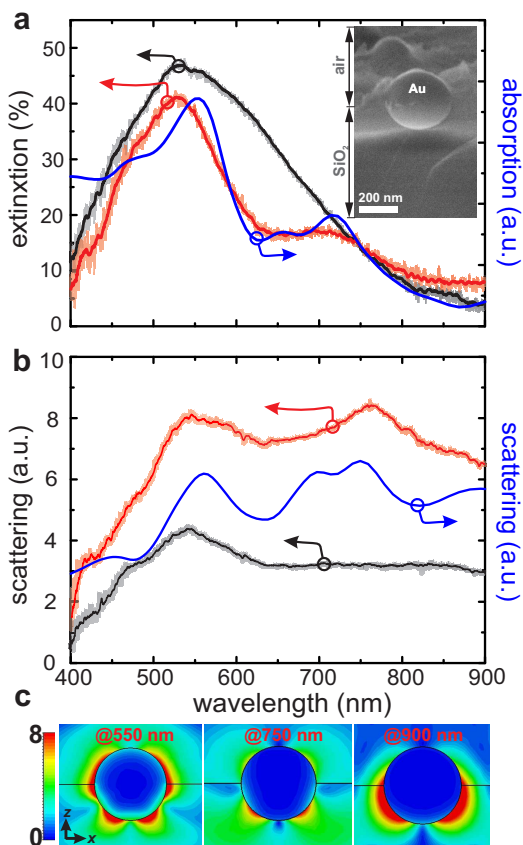 a
50
40
30
20
10
0
extinxtion (%)
absorption (a.u.)
air
SiO2
Au
200 nm
b
10
8
6
4
2
0
scattering (a.u.)
scattering (a.u.)
400 500 600 700 800 900
wavelength (nm)
c
8
0
z
x
@550 nm @750 nm @900 nm